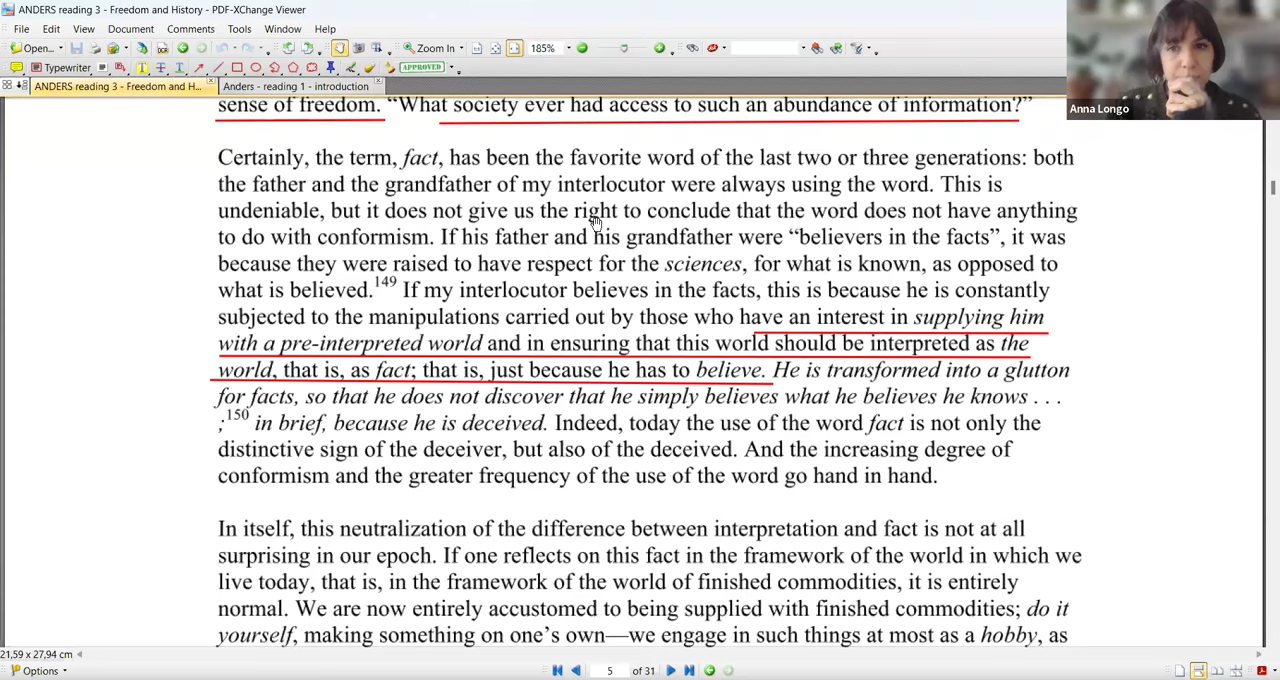 ANDERS reading 3 - Freedom and History - PDF-XChange Viewer
File Edit View Document Comments Tools Window Help
Open... OCR Zoom In 185%
Typewriter APPROVED
ANDERS reading 3 - Freedom and H... Anders - reading 1 - introduction
Anna Longo
sense of freedom. “What society ever had access to such an abundance of information?”
Certainly, the term, fact, has been the favorite word of the last two or three generations: both
the father and the grandfather of my interlocutor were always using the word. This is
undeniable, but it does not give us the right to conclude that the word does not have anything
to do with conformism. If his father and his grandfather were “believers in the facts”, it was
because they were raised to have respect for the sciences, for what is known, as opposed to
what is believed.149 If my interlocutor believes in the facts, this is because he is constantly
subjected to the manipulations carried out by those who have an interest in supplying him
with a pre-interpreted world and in ensuring that this world should be interpreted as the
world, that is, as fact; that is, just because he has to believe. He is transformed into a glutton
for facts, so that he does not discover that he simply believes what he believes he knows . . .
;150 in brief, because he is deceived. Indeed, today the use of the word fact is not only the
distinctive sign of the deceiver, but also of the deceived. And the increasing degree of
conformism and the greater frequency of the use of the word go hand in hand.
In itself, this neutralization of the difference between interpretation and fact is not at all
surprising in our epoch. If one reflects on this fact in the framework of the world in which we
live today, that is, in the framework of the world of finished commodities, it is entirely
normal. We are now entirely accustomed to being supplied with finished commodities; do it
yourself, making something on one’s own—we engage in such things at most as a hobby, as
21,59 x 27,94 cm
Options 5 of 31